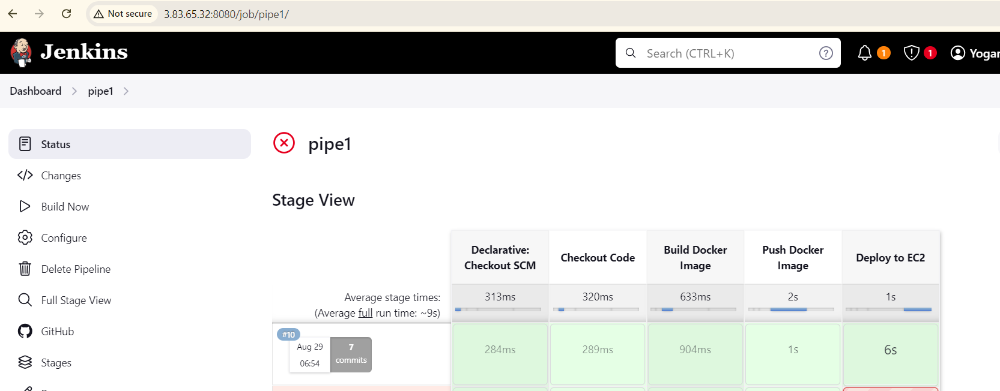 Not secure 3.83.65.32:8080/job/pipe1/
Jenkins
Search (CTRL+K)
?
1
1
Yogar
Dashboard
pipe1
Status
Changes
Build Now
Configure
Delete Pipeline
Full Stage View
GitHub
Stages
pipe1
Stage View
Declarative:
Checkout SCM
Checkout Code
Build Docker
Image
Push Docker
Image
Deploy to EC2
Average stage times:
(Average full run time: ~9s)
313ms
320ms
633ms
2s
1s
#10
Aug 29
06:54
7
commits
284ms
289ms
904ms
1s
6s